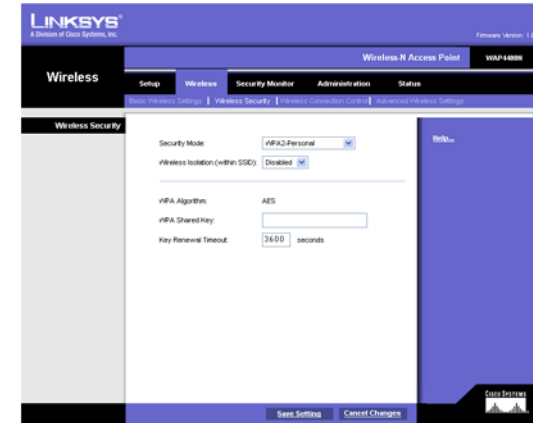 LINKSYS®
A Division of Cisco Systems, Inc.
Firmware Version: 1.2
Wireless-N Access Point WAP4400N
Wireless
Setup Wireless Security Monitor Administration Status
Basic Wireless Settings | Wireless Security | Wireless Connection Control | Advanced Wireless Settings
Wireless Security
Security Mode: WPA2-Personal
Help...
Wireless Isolation (within SSID): Disabled
WPA Algorithm: AES
WPA Shared Key:
Key Renewal Timeout: 3600 seconds
CISCO SYSTEMS
Save Setting Cancel Changes